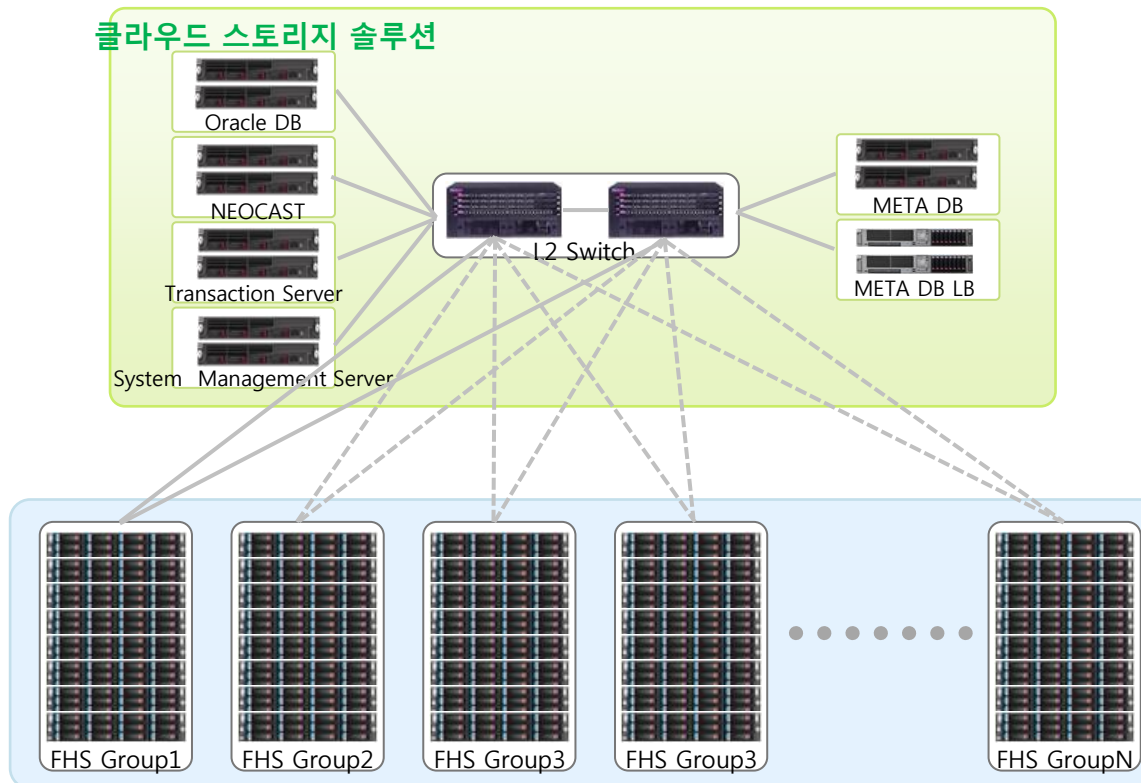 클라우드 스토리지 솔루션
Oracle DB
NEOCAST
Transaction Server
System Management Server
L2 Switch
META DB
META DB LB
FHS Group1
FHS Group2
FHS Group3
FHS Group3
FHS GroupN